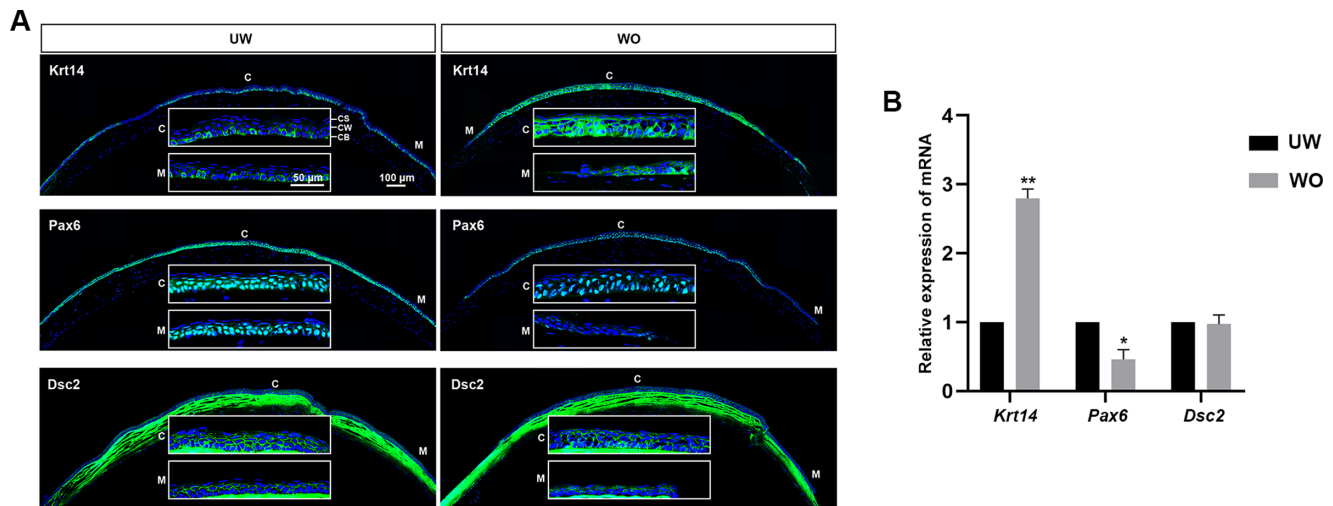 A
UW
WO
Krt14
C
C
CS
CW
CB
M
M
50 µm
100 µm
Krt14
C
C
M
M
M
Pax6
C
C
M
M
Pax6
C
C
M
M
Dsc2
C
C
M
M
Dsc2
C
C
M
M
B
Relative expression of mRNA
4
3
2
1
0
**
*
Krt14
Pax6
Dsc2
UW
WO